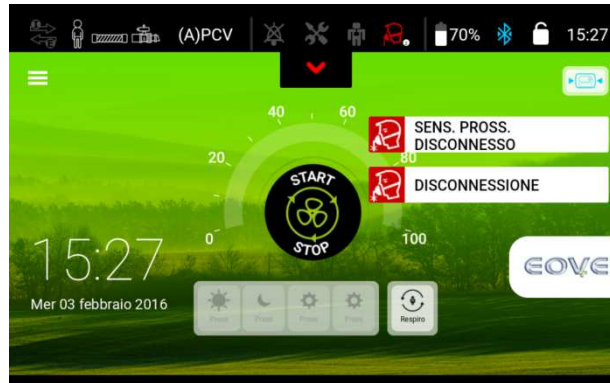 (A)PCV
70%
15:27
40 60
SENS. PROSS.
DISCONNESSO
20 80
START
DISCONNESSIONE
STOP
0 100
15:27
EOVE
Mer 03 febbraio 2016
Preset
Respiro